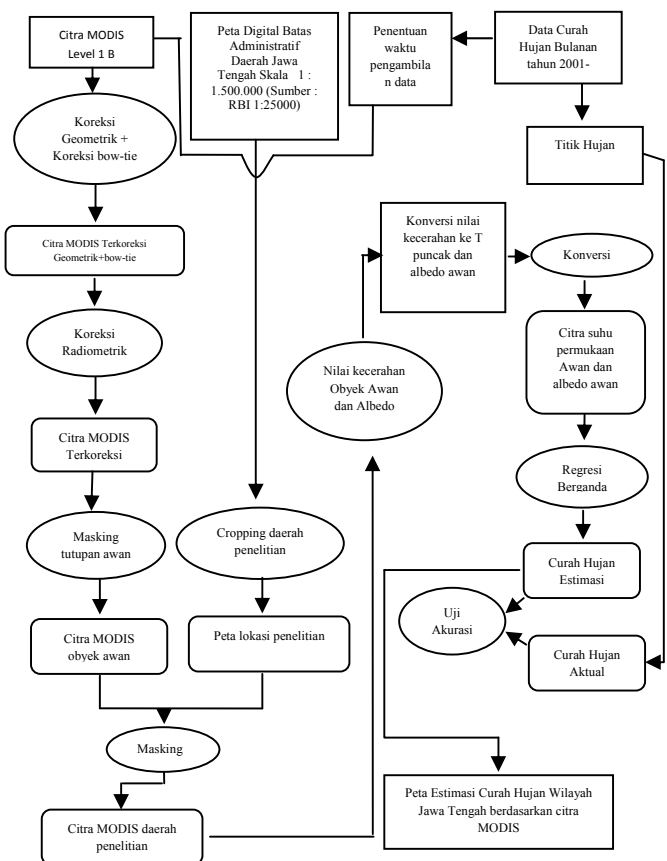 Citra MODIS
Level 1 B
Peta Digital Batas
Administratif
Daerah Jawa
Tengah Skala 1 :
1.500.000 (Sumber :
RBI 1:25000)
Penentuan
waktu
pengambila
n data
Data Curah
Hujan Bulanan
tahun 2001-
Koreksi
Geometrik +
Koreksi bow-tie
Titik Hujan
Citra MODIS Terkoreksi
Geometrik+bow-tie
Konversi nilai
kecerahan ke T
puncak dan
albedo awan
Konversi
Koreksi
Radiometrik
Nilai kecerahan
Obyek Awan
dan Albedo
Citra suhu
permukaan
Awan dan
albedo awan
Citra MODIS
Terkoreksi
Regresi
Berganda
Masking
tutupan awan
Cropping daerah
penelitian
Curah Hujan
Estimasi
Uji
Akurasi
Citra MODIS
obyek awan
Peta lokasi penelitian
Curah Hujan
Aktual
Masking
Citra MODIS daerah
penelitian
Peta Estimasi Curah Hujan Wilayah
Jawa Tengah berdasarkan citra
MODIS